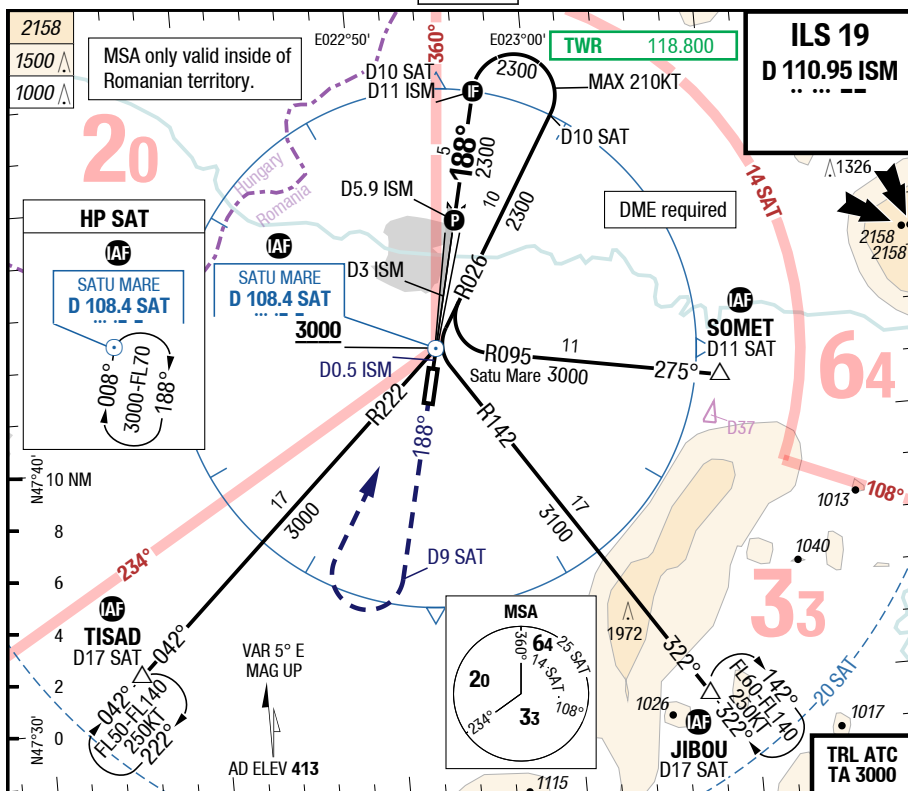 2158
1500
1000
MSA only valid inside of
Romanian territory.
E022°50'
360°
E023°00'
TWR 118.800
ILS 19
D 110.95 ISM
D10 SAT
D11 ISM
IF
2300
MAX 210KT
D10 SAT
188°
5
2300
10
2300
R026
14 SAT
1326
2158
2158
20
Hungary
Romania
D5.9 ISM
P
DME required
HP SAT
IAF
SATU MARE
D 108.4 SAT
008°
3000-FL70
188°
IAF
SATU MARE
D 108.4 SAT
D3 ISM
3000
D0.5 ISM
IAF
SOMET
D11 SAT
R095
11
Satu Mare 3000
275°
64
D37
R222
R142
188°
N47°40'
10 NM
8
6
4
2
0
N47°30'
17
3000
17
3100
D9 SAT
1013
108°
1040
33
234°
IAF
TISAD
D17 SAT
042°
042°
FL50-FL140
250KT
222°
VAR 5° E
MAG UP
AD ELEV 413
MSA
360°
64
25 SAT
14 SAT
108°
20
33
234°
1972
322°
142°
FL60-FL140
250KT
322°
20 SAT
1026
IAF
JIBOU
D17 SAT
1017
1115
TRL ATC
TA 3000